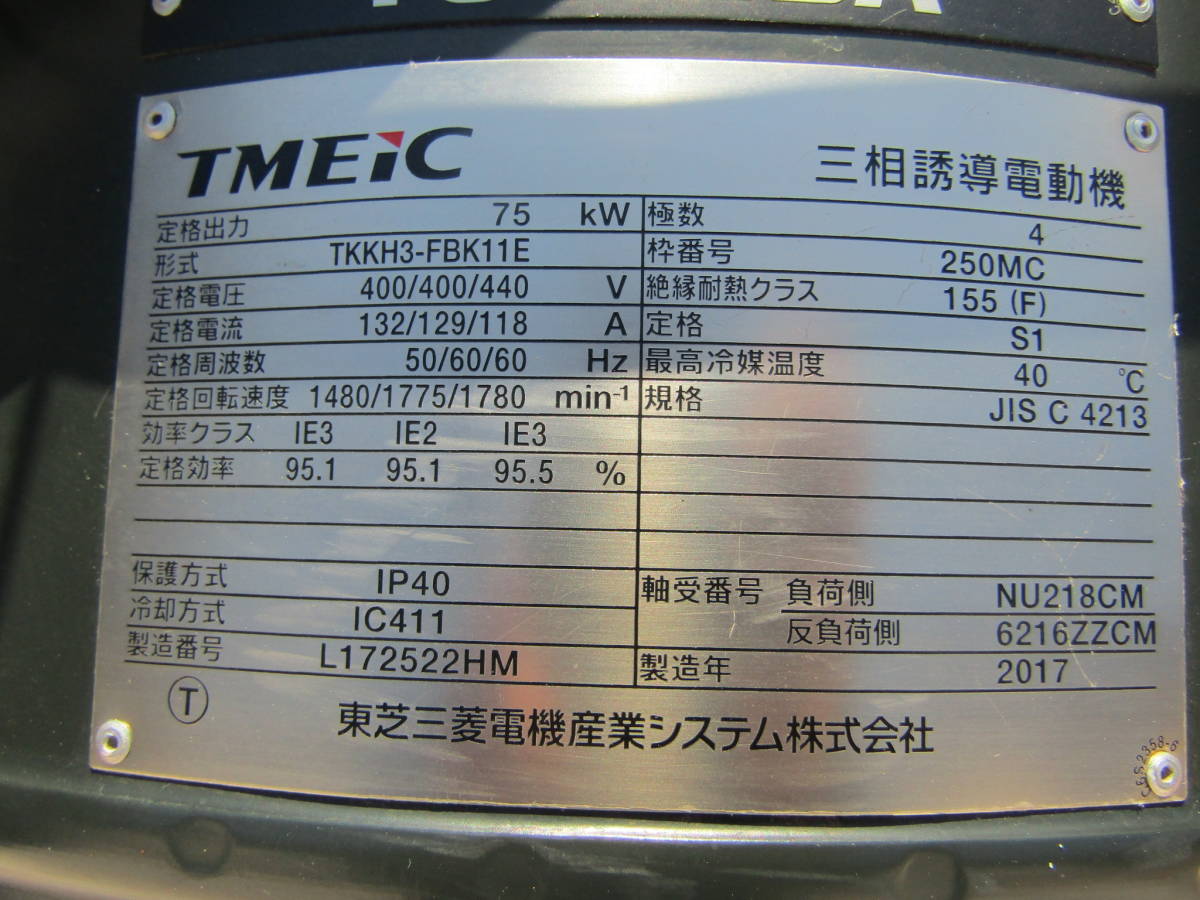 TMEiC
三相誘導電動機
定格出力 75 kW 極数 4
形式 TKKH3-FBK11E 枠番号 250MC
定格電圧 400/400/440 V 絶縁耐熱クラス 155 (F)
定格電流 132/129/118 A 定格 S1
定格周波数 50/60/60 Hz 最高冷媒温度 40 ℃
定格回転速度 1480/1775/1780 min-1 規格 JIS C 4213
効率クラス IE3 IE2 IE3
定格効率 95.1 95.1 95.5 %
保護方式 IP40 軸受番号 負荷側 NU218CM
冷却方式 IC411 反負荷側 6216ZZCM
製造番号 L172522HM 製造年 2017
T
東芝三菱電機産業システム株式会社